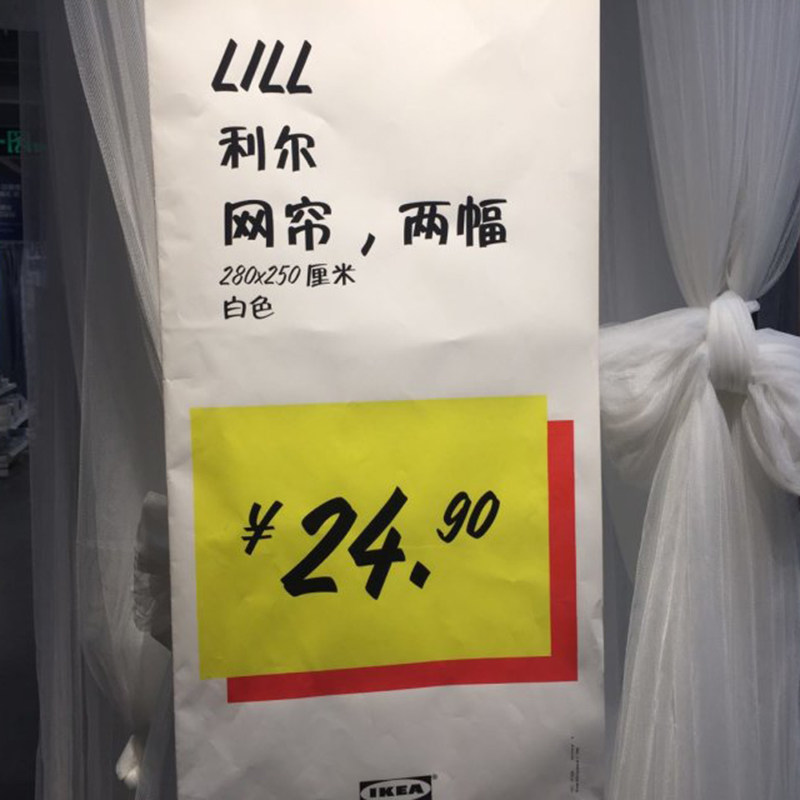 LILL
利尔
网帘，两幅
280x250 厘米
白色
¥ 24.90
IKEA